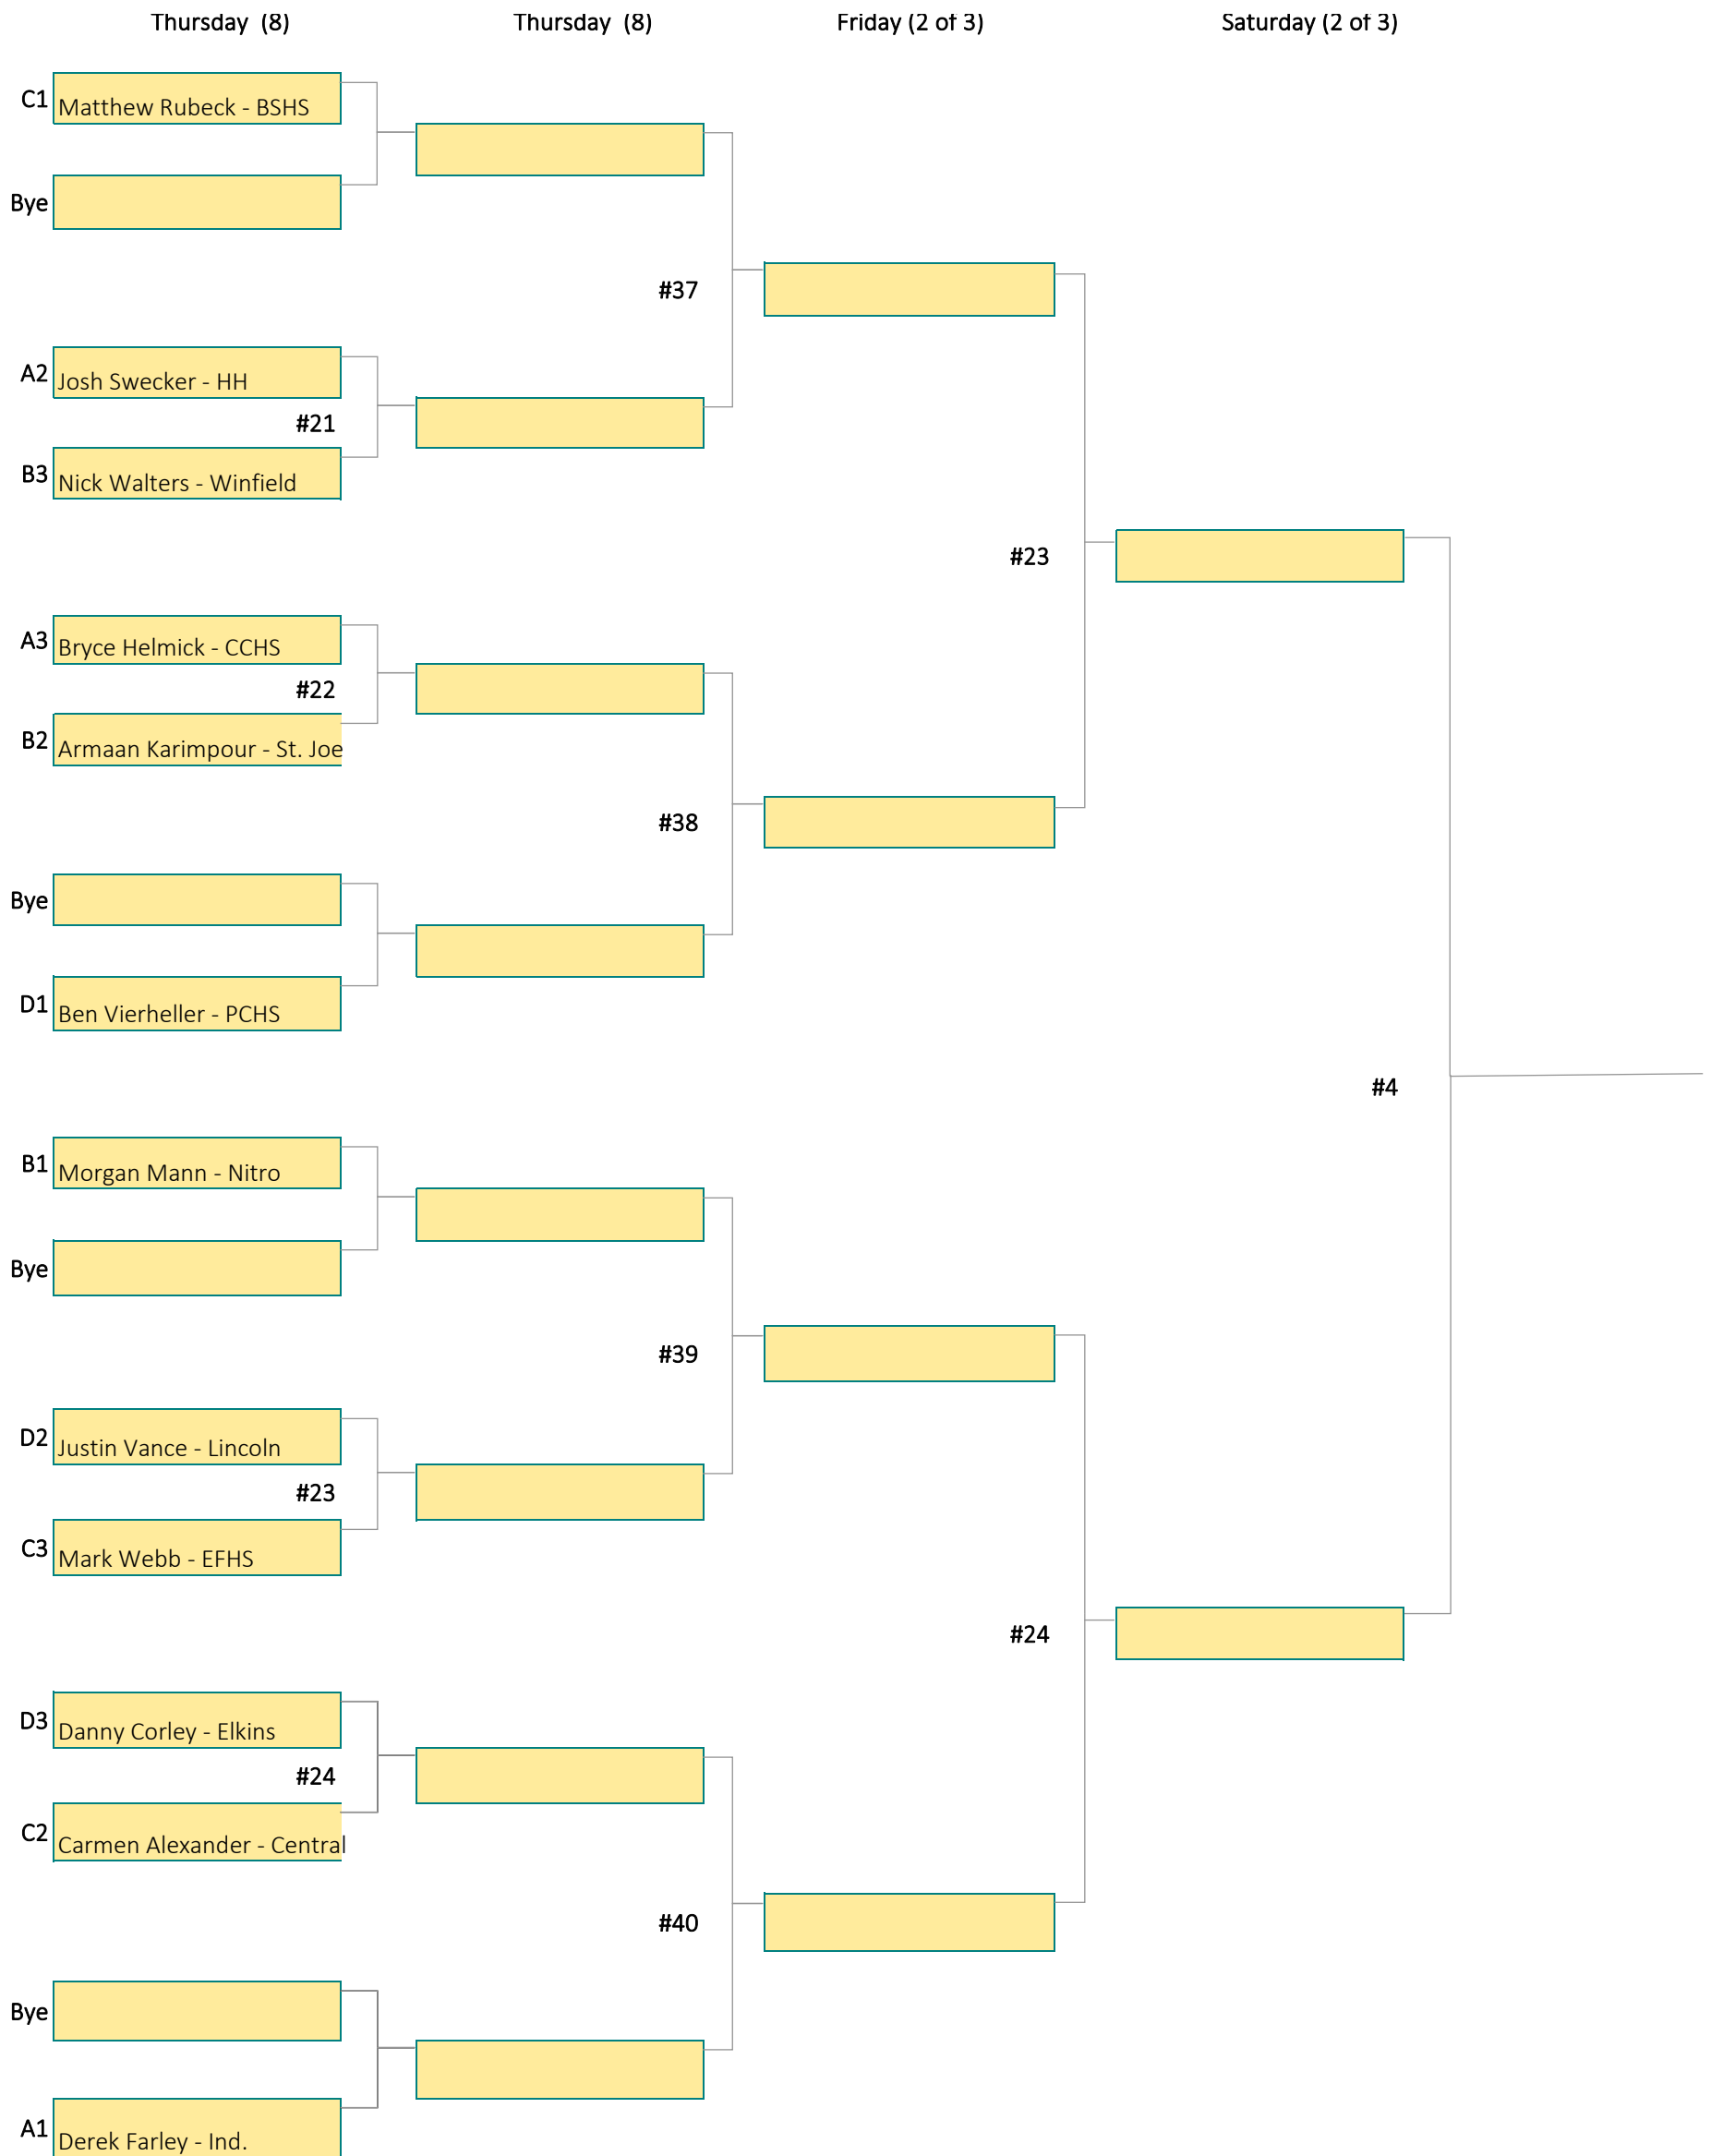 Thursday  (8) Thursday  (8) Friday (2 of 3) Saturday (2 of 3)
C1 Matthew Rubeck - BSHS
Bye
#37
A2 Josh Swecker - HH
#21
B3 Nick Walters - Winfield
#23
A3 Bryce Helmick - CCHS
#22
B2 Armaan Karimpour - St. Joe
#38
Bye
D1 Ben Vierheller - PCHS
#4
B1 Morgan Mann - Nitro
Bye
#39
D2 Justin Vance - Lincoln
#23
C3 Mark Webb - EFHS
#24
D3 Danny Corley - Elkins
#24
C2 Carmen Alexander - Central
#40
Bye
A1 Derek Farley - Ind.